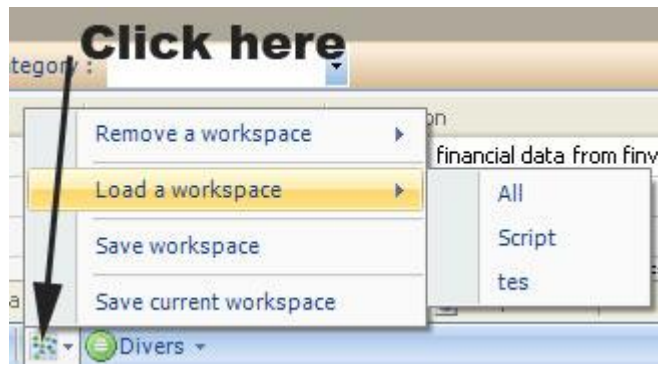 Click here
ategory :
on
Remove a workspace
financial data from finv
Load a workspace
All
Script
Save workspace
tes
Save current workspace
a
Divers